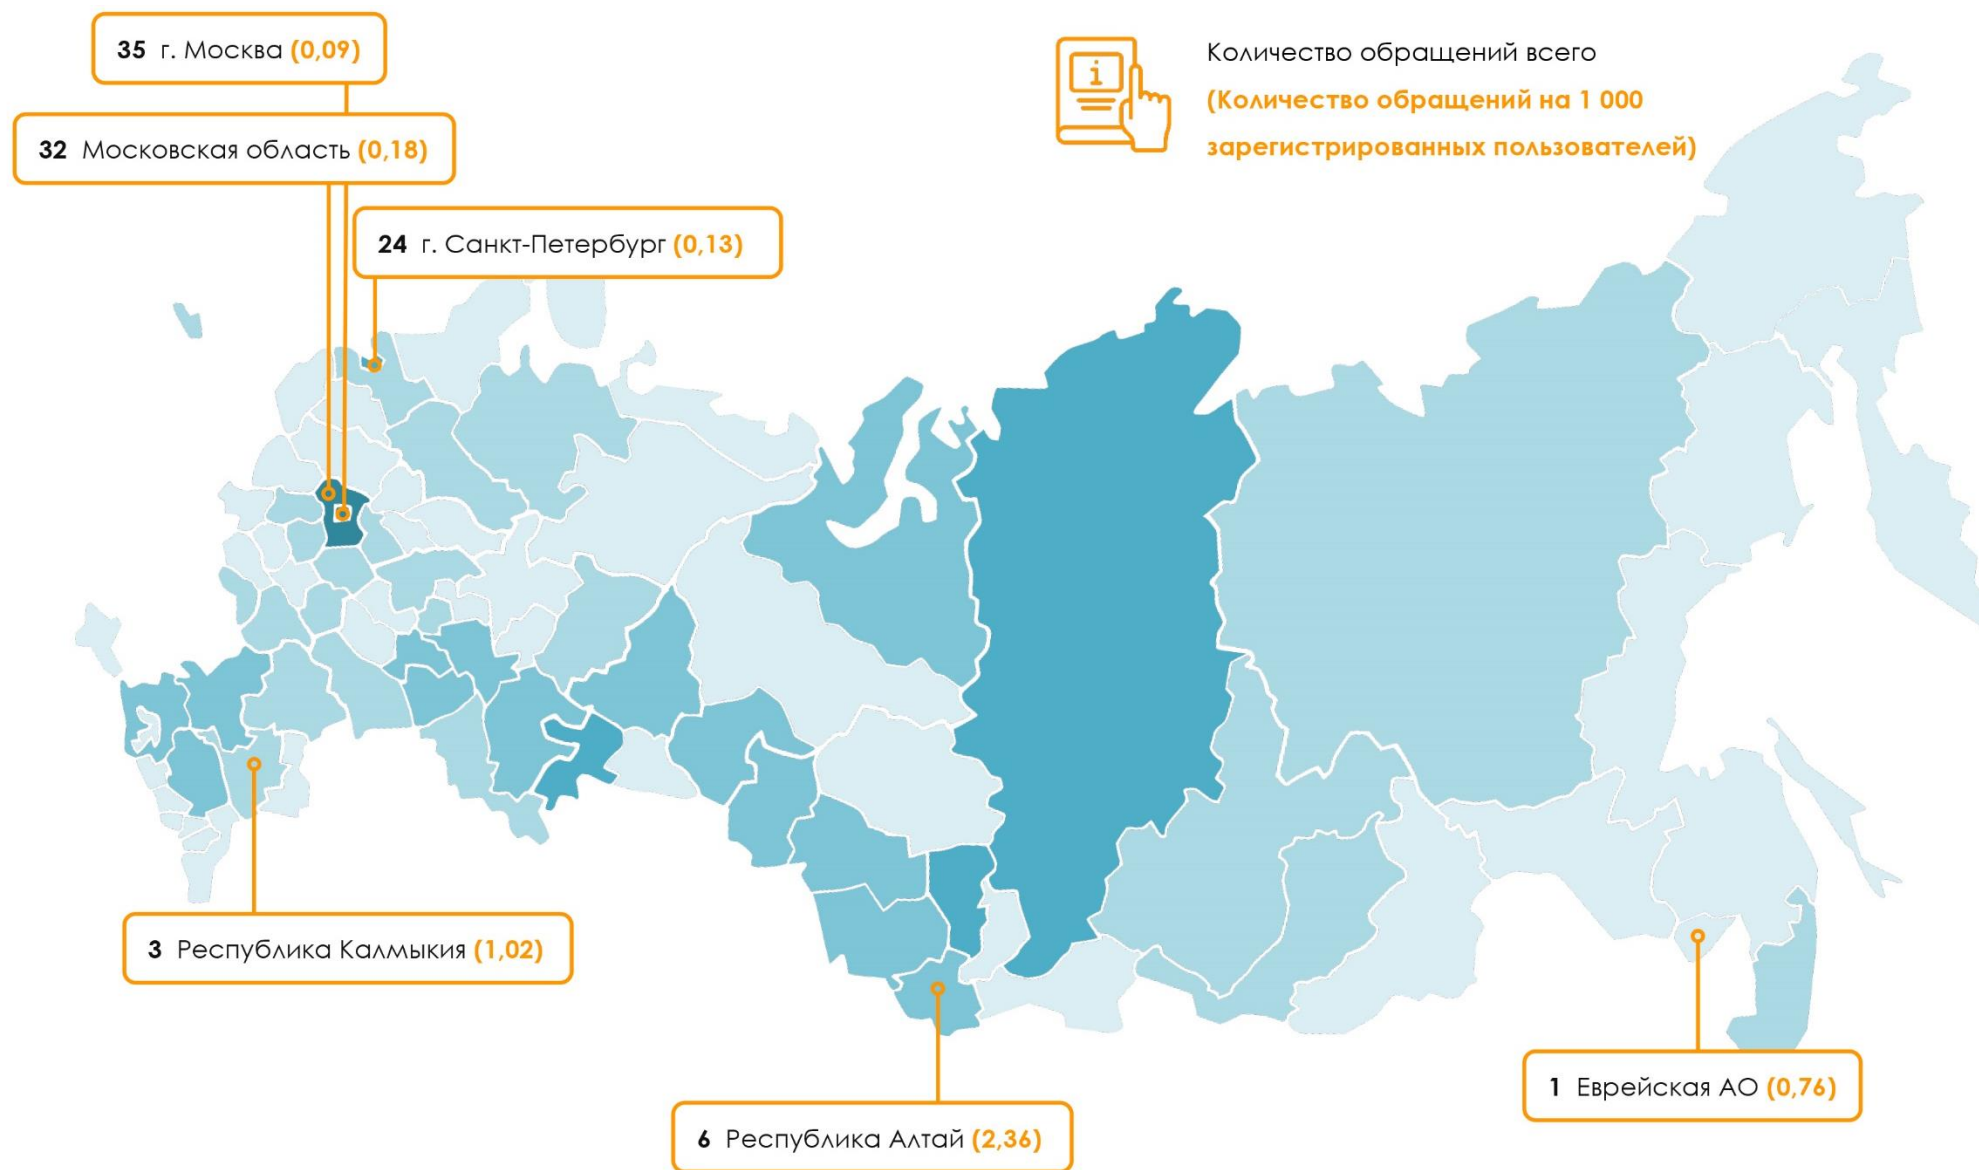 35 г. Москва (0,09)
32 Московская область (0,18)
24 г. Санкт-Петербург (0,13)
Количество обращений всего
(Количество обращений на 1 000
зарегистрированных пользователей)
3 Республика Калмыкия (1,02)
6 Республика Алтай (2,36)
1 Еврейская АО (0,76)